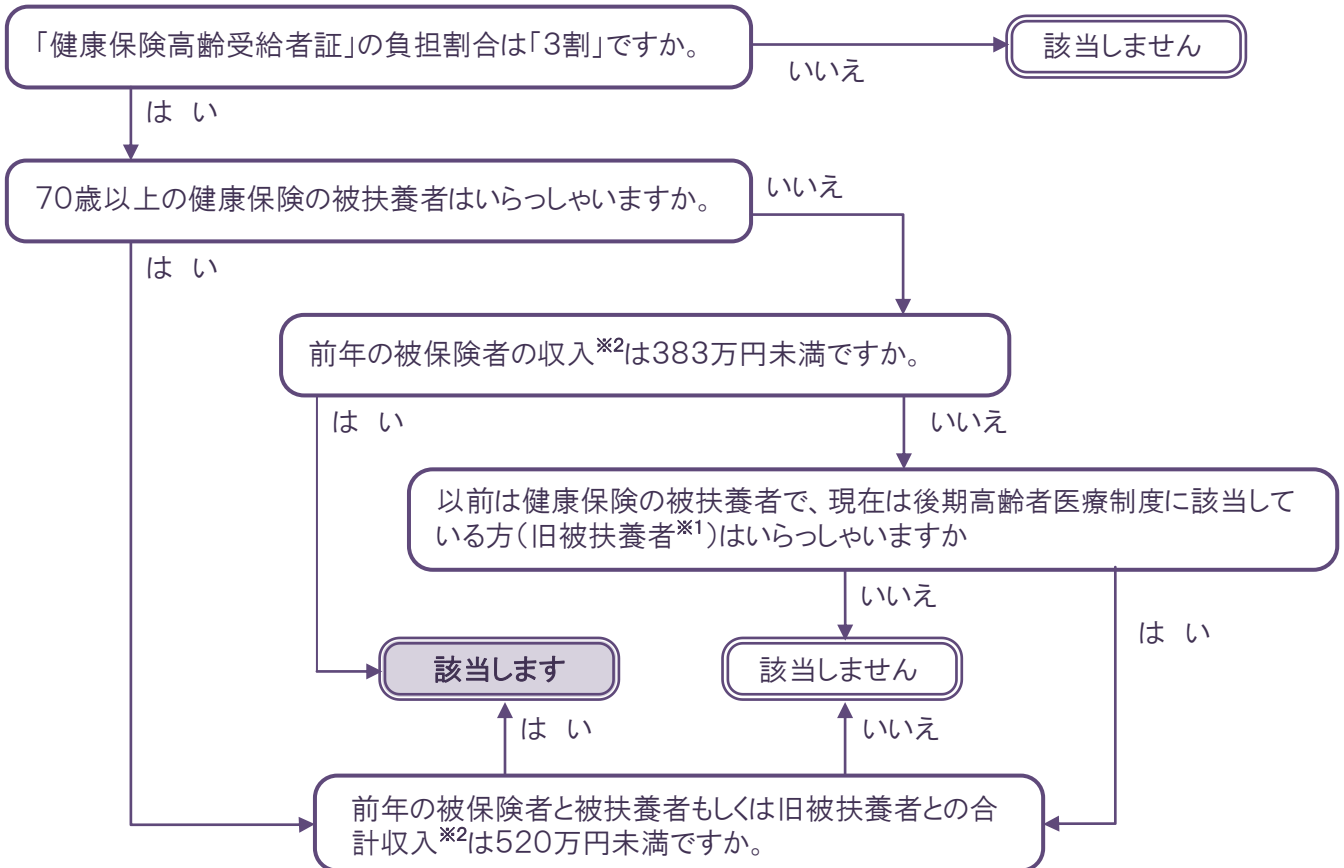 「健康保険高齢受給者証」の負担割合は「3割」ですか。
該当しません
いいえ
は い
70歳以上の健康保険の被扶養者はいらっしゃいますか。
いいえ
は い
前年の被保険者の収入※2は383万円未満ですか。
は い
いいえ
以前は健康保険の被扶養者で、現在は後期高齢者医療制度に該当して
いる方(旧被扶養者※1)はいらっしゃいますか
いいえ
は い
該当します
該当しません
は い
いいえ
前年の被保険者と被扶養者もしくは旧被扶養者との合
計収入※2は520万円未満ですか。